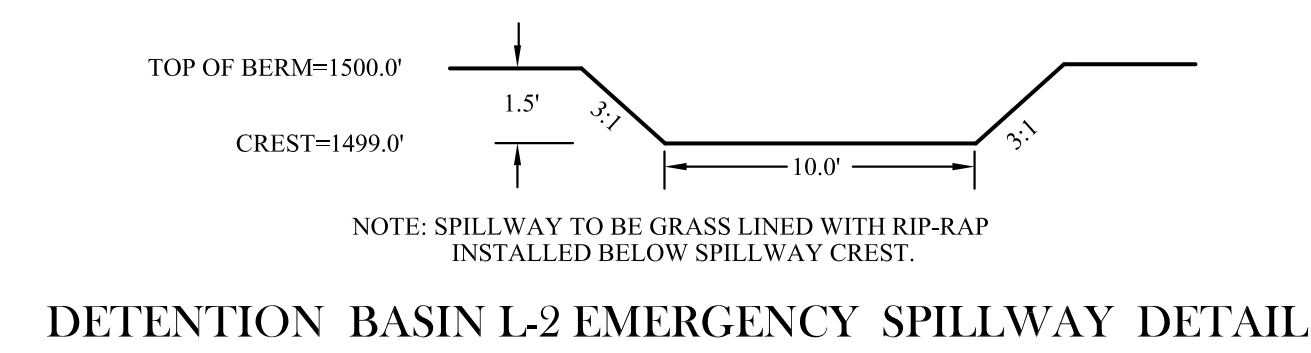 TOP OF BERM=1500.0'
1.5'
3:1
CREST=1499.0'
3:1
10.0'
NOTE: SPILLWAY TO BE GRASS LINED WITH RIP-RAP
INSTALLED BELOW SPILLWAY CREST.
DETENTION BASIN L-2 EMERGENCY SPILLWAY DETAIL